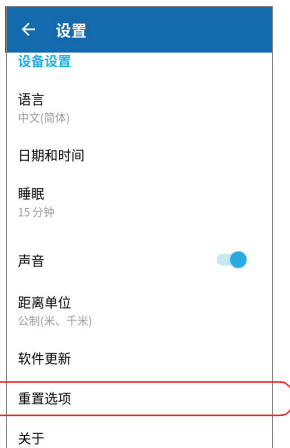 设置
设备设置
语言
中文(简体)
日期和时间
睡眠
15 分钟
声音
距离单位
公制(米、千米)
软件更新
重置选项
关于